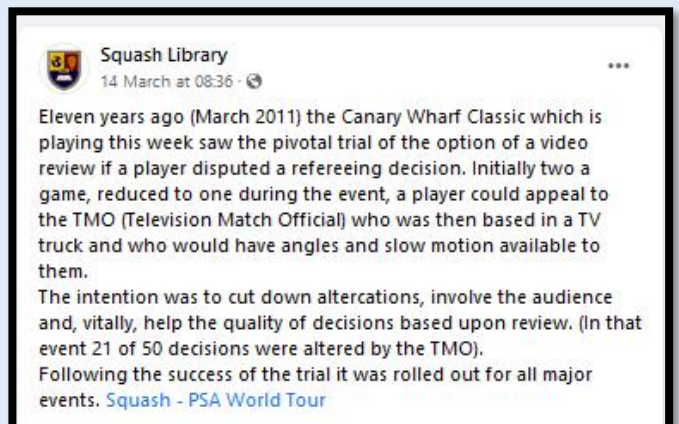 Squash Library
14 March at 08:36 ·
Eleven years ago (March 2011) the Canary Wharf Classic which is
playing this week saw the pivotal trial of the option of a video
review if a player disputed a refereeing decision. Initially two a
game, reduced to one during the event, a player could appeal to
the TMO (Television Match Official) who was then based in a TV
truck and who would have angles and slow motion available to
them.
The intention was to cut down altercations, involve the audience
and, vitally, help the quality of decisions based upon review. (In that
event 21 of 50 decisions were altered by the TMO).
Following the success of the trial it was rolled out for all major
events. Squash - PSA World Tour